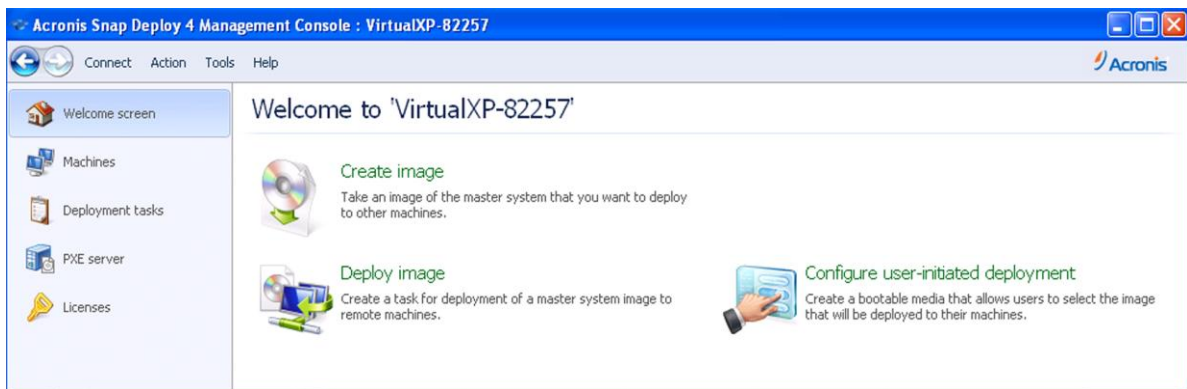 Acronis Snap Deploy 4 Management Console : VirtualXP-82257
Connect Action Tools Help
Acronis
Welcome screen
Machines
Deployment tasks
PXE server
Licenses
Welcome to 'VirtualXP-82257'
Create image
Take an image of the master system that you want to deploy
to other machines.
Deploy image
Create a task for deployment of a master system image to
remote machines.
Configure user-initiated deployment
Create a bootable media that allows users to select the image
that will be deployed to their machines.